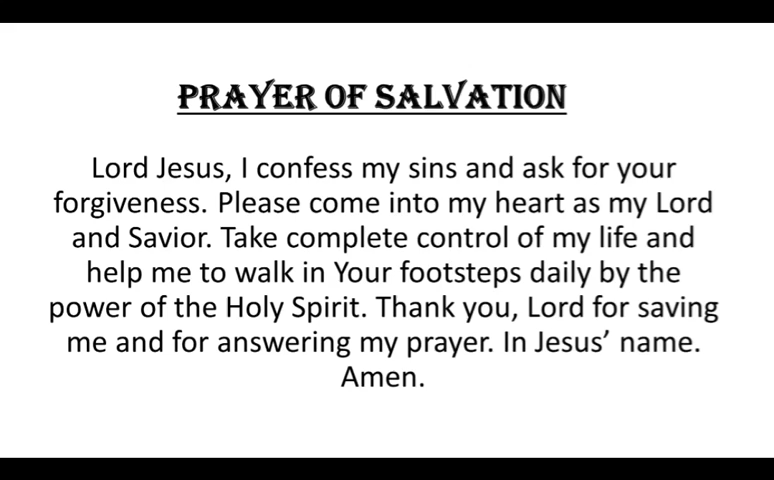 PRAYER OF SALVATION
Lord Jesus, I confess my sins and ask for your
forgiveness. Please come into my heart as my Lord
and Savior. Take complete control of my life and
help me to walk in Your footsteps daily by the
power of the Holy Spirit. Thank you, Lord for saving
me and for answering my prayer. In Jesus’ name.
Amen.